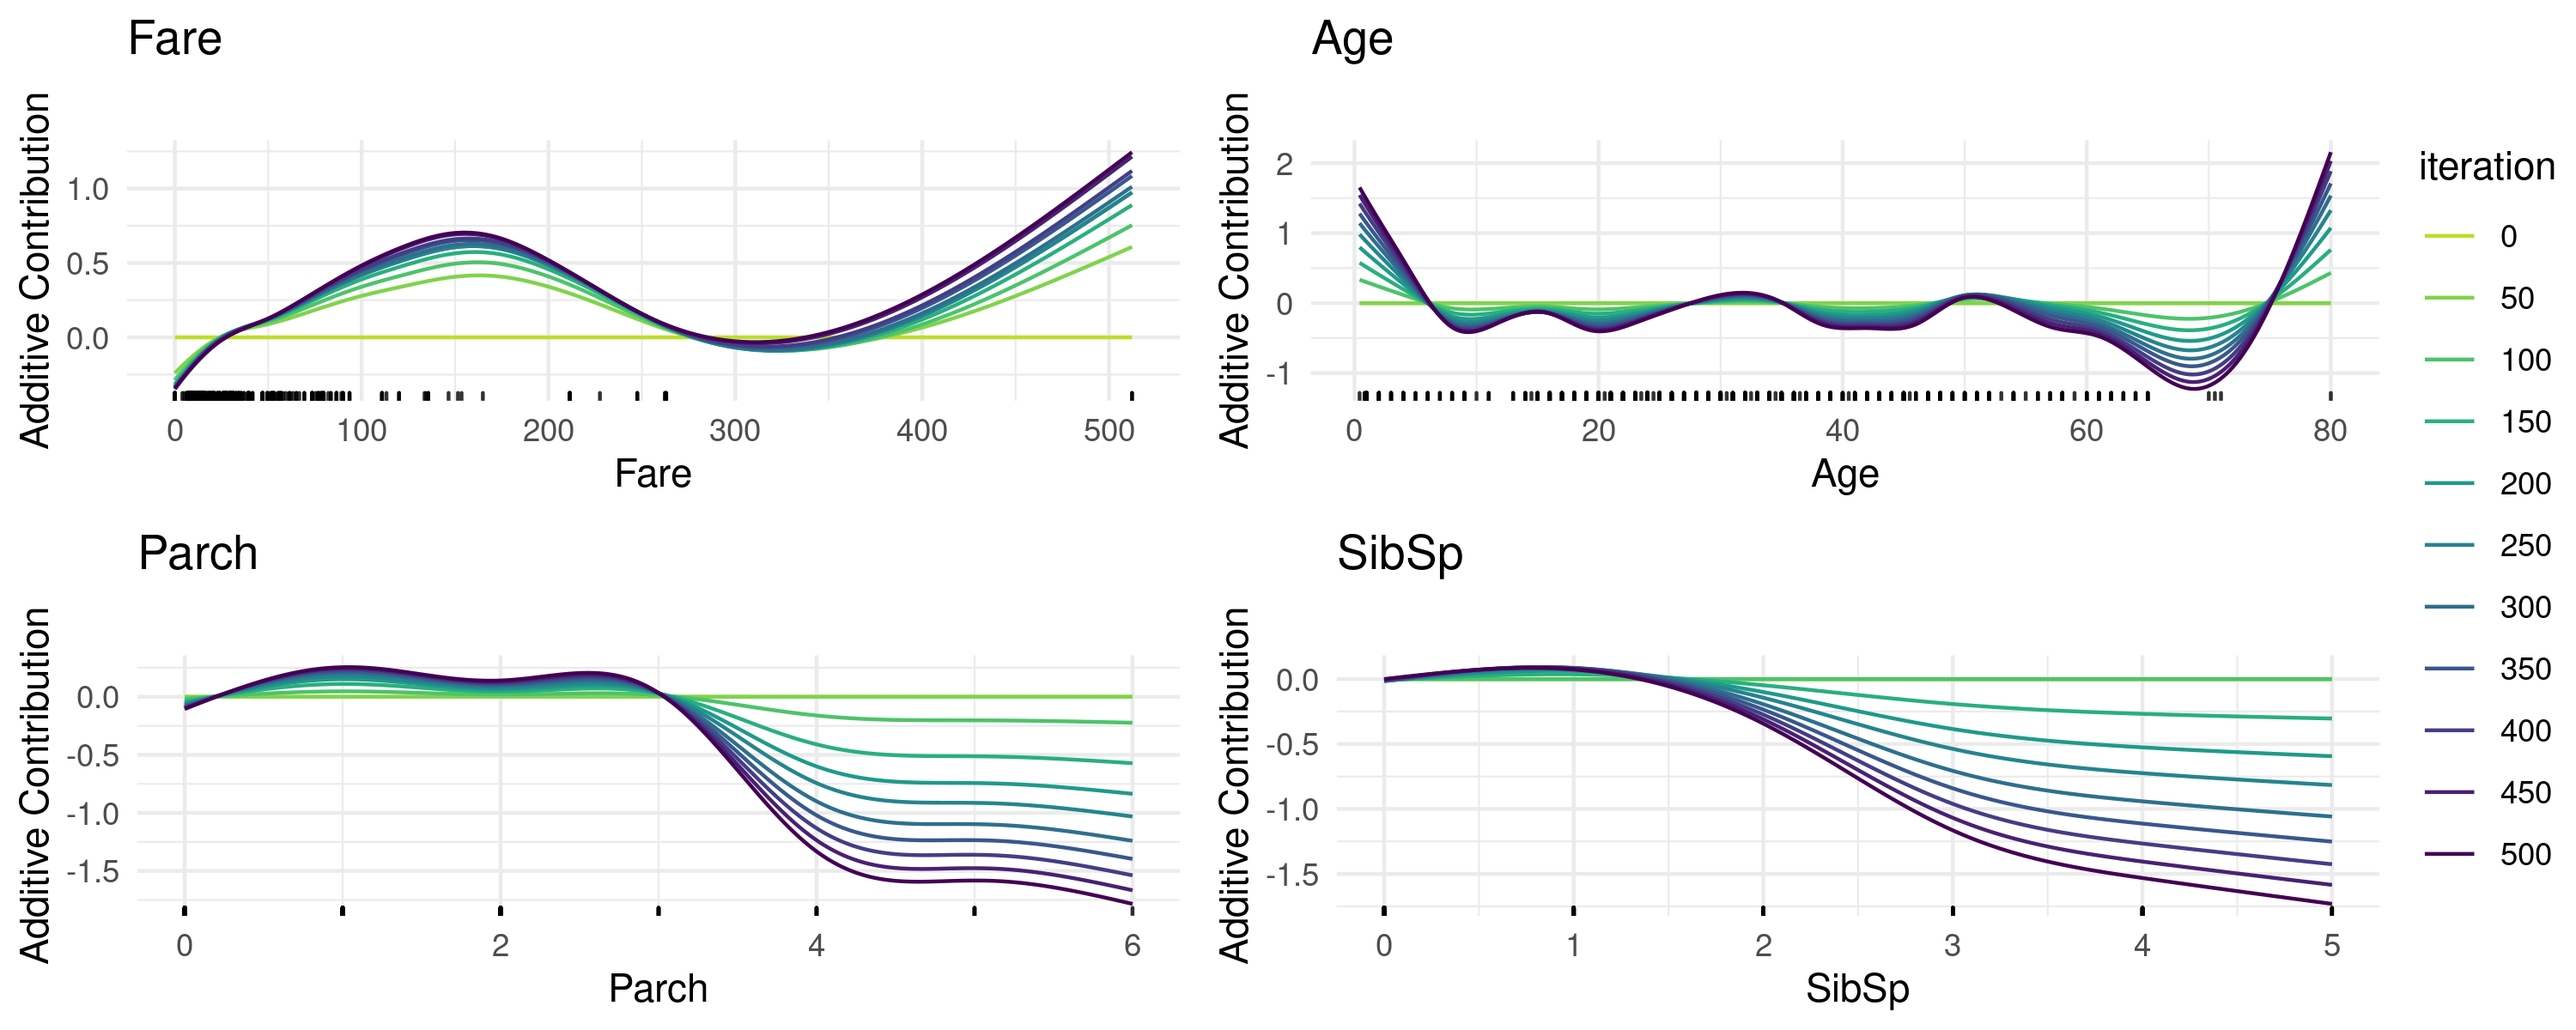 Fare
Additive Contribution
1.0
0.5
0.0
0 100 200 300 400 500
Fare
Age
Additive Contribution
2
1
0
-1
0 20 40 60 80
Age
Parch
Additive Contribution
0.0
-0.5
-1.0
-1.5
0 2 4 6
Parch
SibSp
Additive Contribution
0.0
-0.5
-1.0
-1.5
0 1 2 3 4 5
SibSp
iteration
0
50
100
150
200
250
300
350
400
450
500